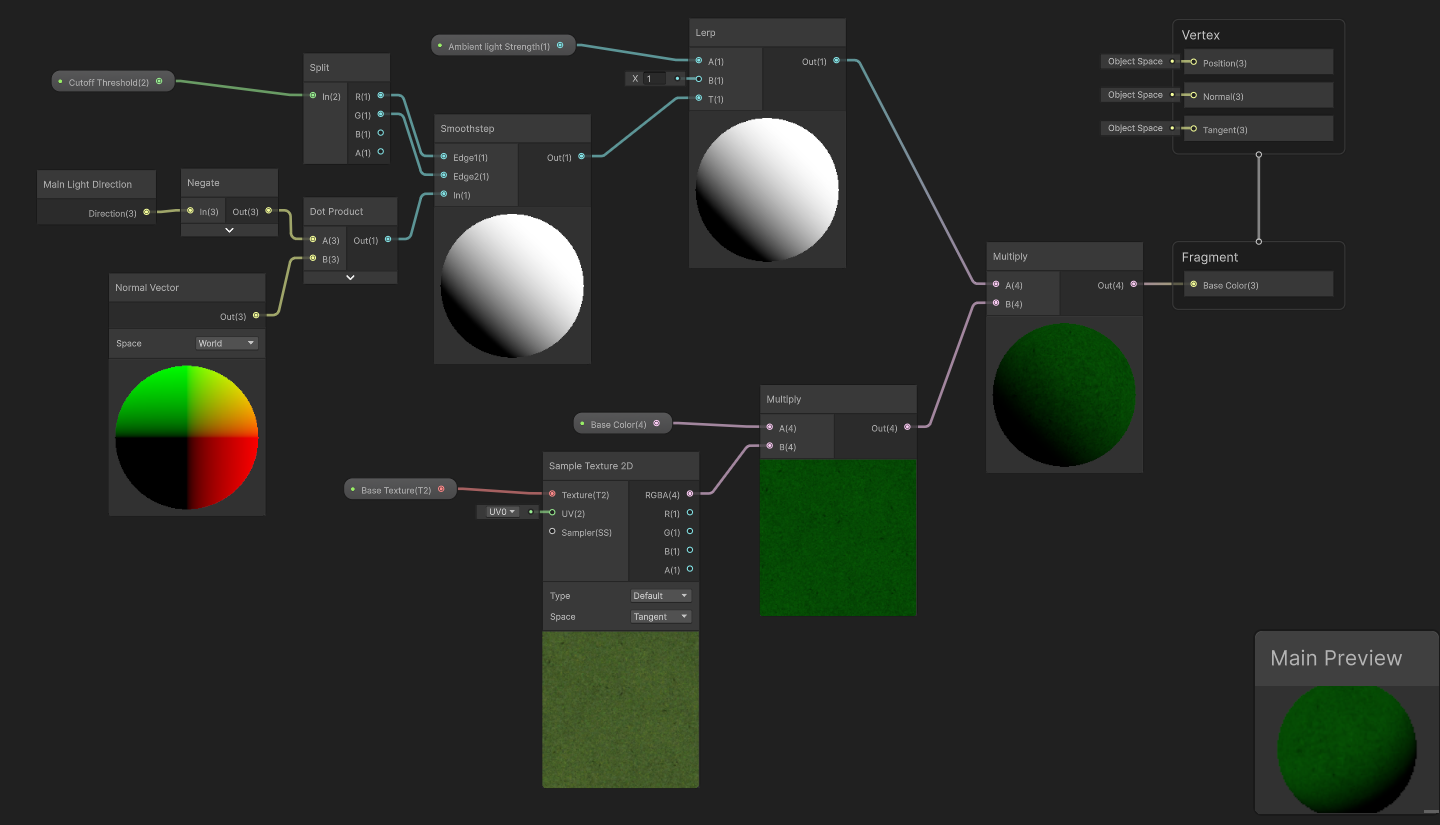 Cutoff Threshold(2)
Split
In(2)
R(1)
G(1)
B(1)
A(1)
Main Light Direction
Direction(3)
Negate
In(3)
Out(3)
Normal Vector
Out(3)
Space
World
Dot Product
A(3)
Out(1)
B(3)
Smoothstep
Edge1(1)
Out(1)
Edge2(1)
In(1)
Ambient light Strength(1)
X 1
Lerp
A(1)
Out(1)
B(1)
T(1)
Base Texture(T2)
UV0
Sample Texture 2D
Texture(T2)
RGBA(4)
UV(2)
R(1)
Sampler(SS)
G(1)
B(1)
A(1)
Type
Default
Space
Tangent
Base Color(4)
Multiply
A(4)
Out(4)
B(4)
Multiply
A(4)
Out(4)
B(4)
Vertex
Object Space
Position(3)
Object Space
Normal(3)
Object Space
Tangent(3)
Fragment
Base Color(3)
Main Preview